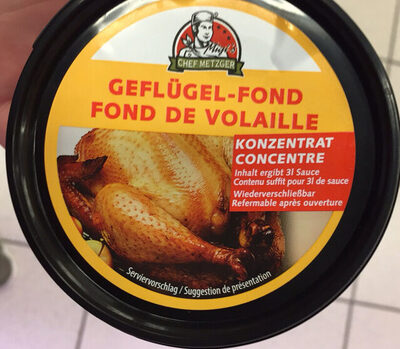 CHEF METZGER
GEFLÜGEL-FOND
FOND DE VOLAILLE
KONZENTRAT
CONCENTRE
Inhalt ergibt 3l Sauce
Contenu suffit pour 3l de sauce
Wiederverschließbar
Refermable après ouverture
Serviervorschlag / Suggestion de présentation